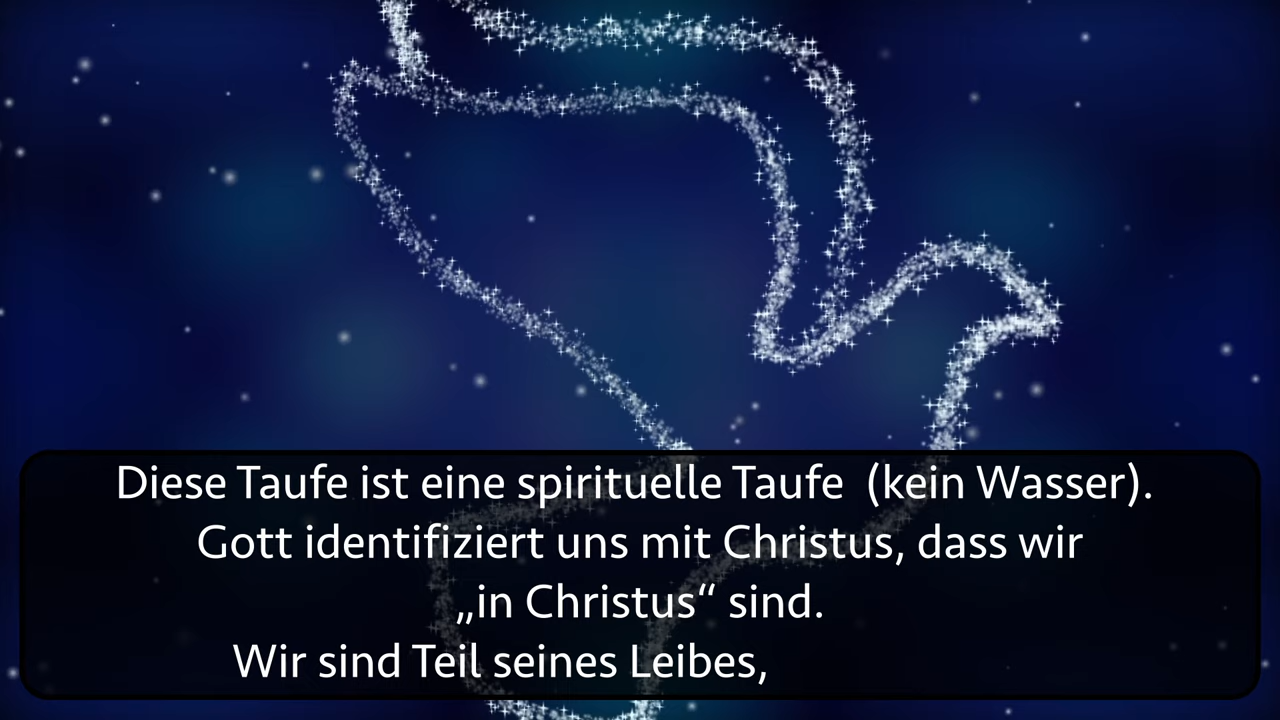 Diese Taufe ist eine spirituelle Taufe  (kein Wasser).
Gott identifiziert uns mit Christus, dass wir
„in Christus“ sind.
Wir sind Teil seines Leibes,